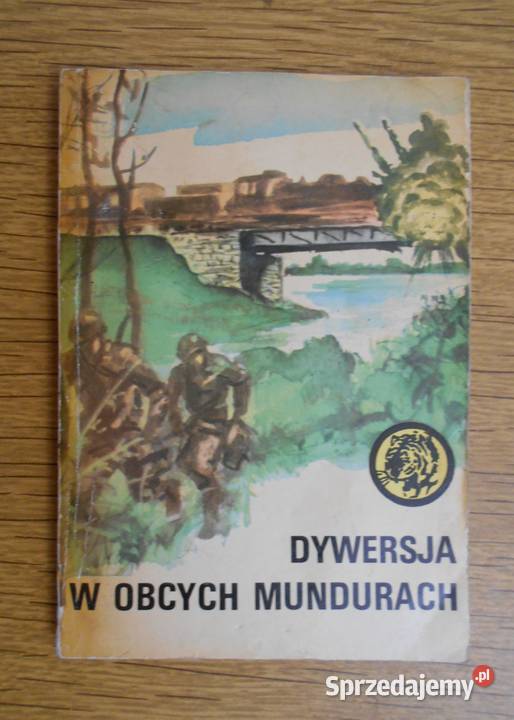 DYWERSJA
W OBCYCH MUNDURACH
Sprzedajemy.pl